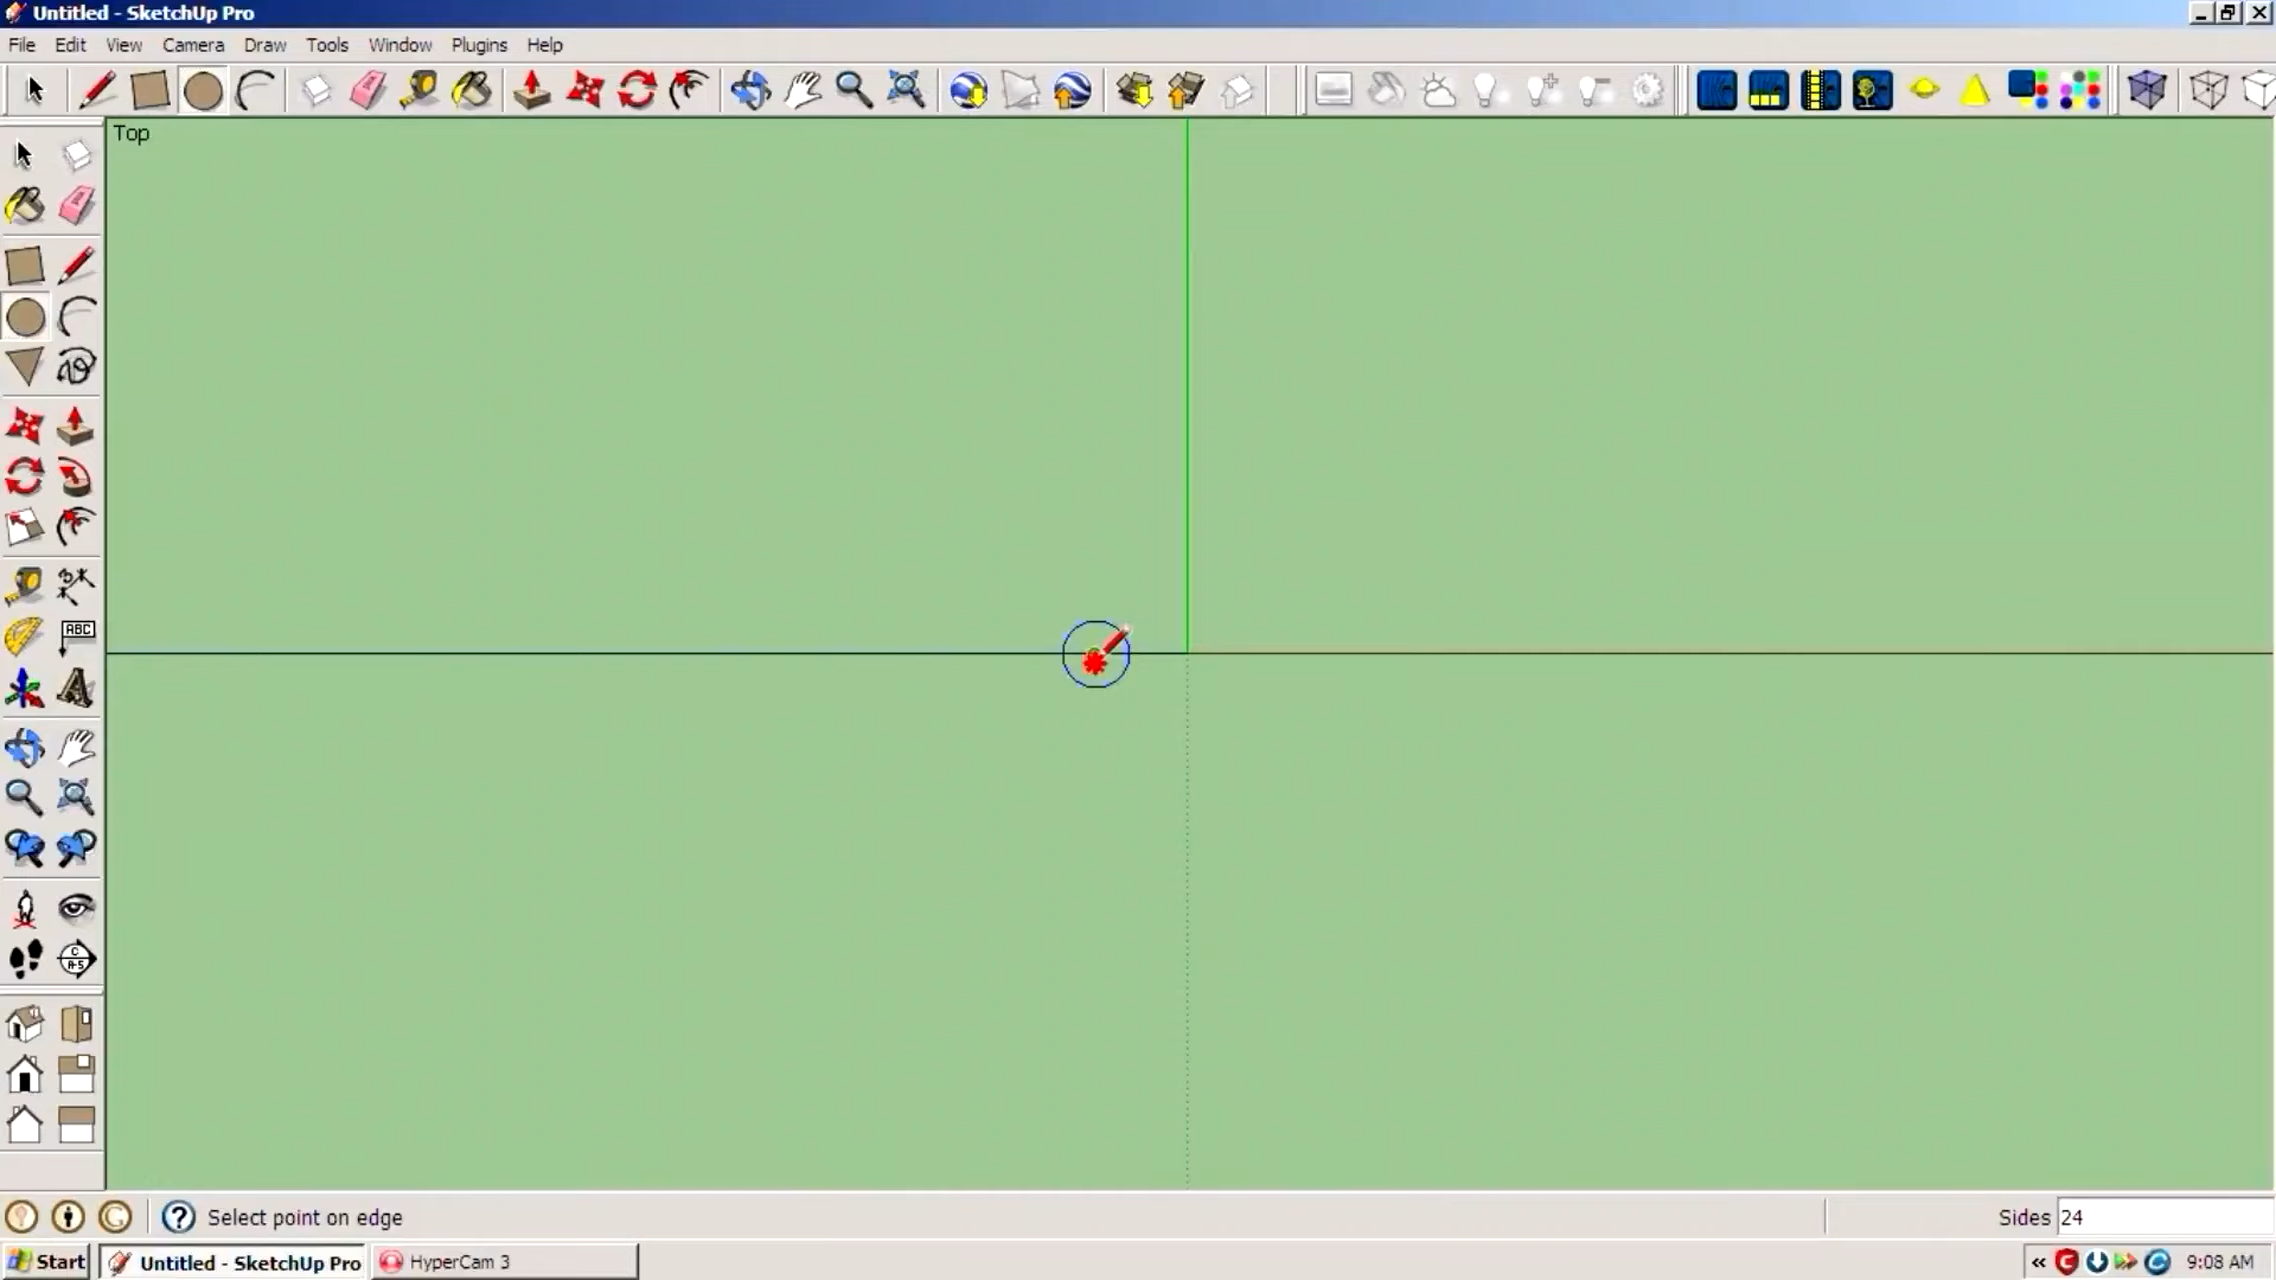 Untitled - SketchUp Pro
File Edit View Camera Draw Tools Window Plugins Help
Top
ABC
C
A-5
Select point on edge
Sides 24
Start Untitled - SketchUp Pro HyperCam 3 « 9:08 AM